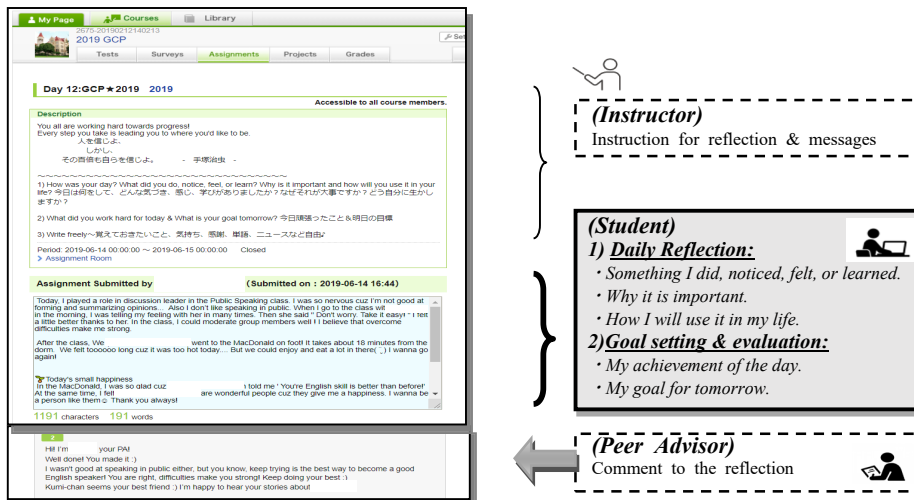 My Page
Courses
Library
2675-20190212140213
2019 GCP
Set
Tests
Surveys
Assignments
Projects
Grades
Day 12:GCP★2019 2019
Accessible to all course members.
Description
You all are working hard towards progress!
Every step you take is leading you to where you'd like to be.
人を信じよ、
しかし、
その百倍も自らを信じよ。 - 手塚治虫 -
～～～～～～～～～～～～～～～～～～～～～～～～～～～～～～
1) How was your day? What did you do, notice, feel, or learn? Why is it important and how will you use it in your
life? 今日は何をして、どんな気づき、感じ、学びがありましたか？なぜそれが大事ですか？どう自分に生かし
ますか？
2) What did you work hard for today & What is your goal tomorrow? 今日頑張ったこと＆明日の目標
3) Write freely～覚えておきたいこと、気持ち、感謝、単語、ニュースなど自由♪
Period: 2019-06-14 00:00:00 ～ 2019-06-15 00:00:00 Closed
Assignment Room
Assignment Submitted by (Submitted on : 2019-06-14 16:44)
Today, I played a role in discussion leader in the Public Speaking class. I was so nervous cuz I'm not good at
forming and summarizing opinions... Also I don't like speaking in public. When I go to the class wit
in the morning, I was telling my feeling with her in many times. Then she said " Don't worry. Take it easy! " I felt
a little better thanks to her. In the class, I could moderate group members well ! I believe that overcome
difficulties make me strong.
After the class, We went to the MacDonald on foot! It takes about 18 minutes from the
dorm. We felt toooooo long cuz it was too hot today.... But we could enjoy and eat a lot in there( ¨̮ ) I wanna go
again!
Today's small happiness
In the MacDonald, I was so glad cuz told me ' You're English skill is better than before!'
At the same time, I felt are wonderful people cuz they give me a happiness. I wanna be
a person like them☺ Thank you always!
1191 characters 191 words
2
Hi! I'm your PA!
Well done! You made it :)
I wasn't good at speaking in public either, but you know, keep trying is the best way to become a good
English speaker! You are right, difficulties make you strong! Keep doing your best :)
Kumi-chan seems your best friend :) I'm happy to hear your stories about
(Instructor)
Instruction for reflection & messages
(Student)
1) Daily Reflection:
・Something I did, noticed, felt, or learned.
・Why it is important.
・How I will use it in my life.
2)Goal setting & evaluation:
・My achievement of the day.
・My goal for tomorrow.
(Peer Advisor)
Comment to the reflection